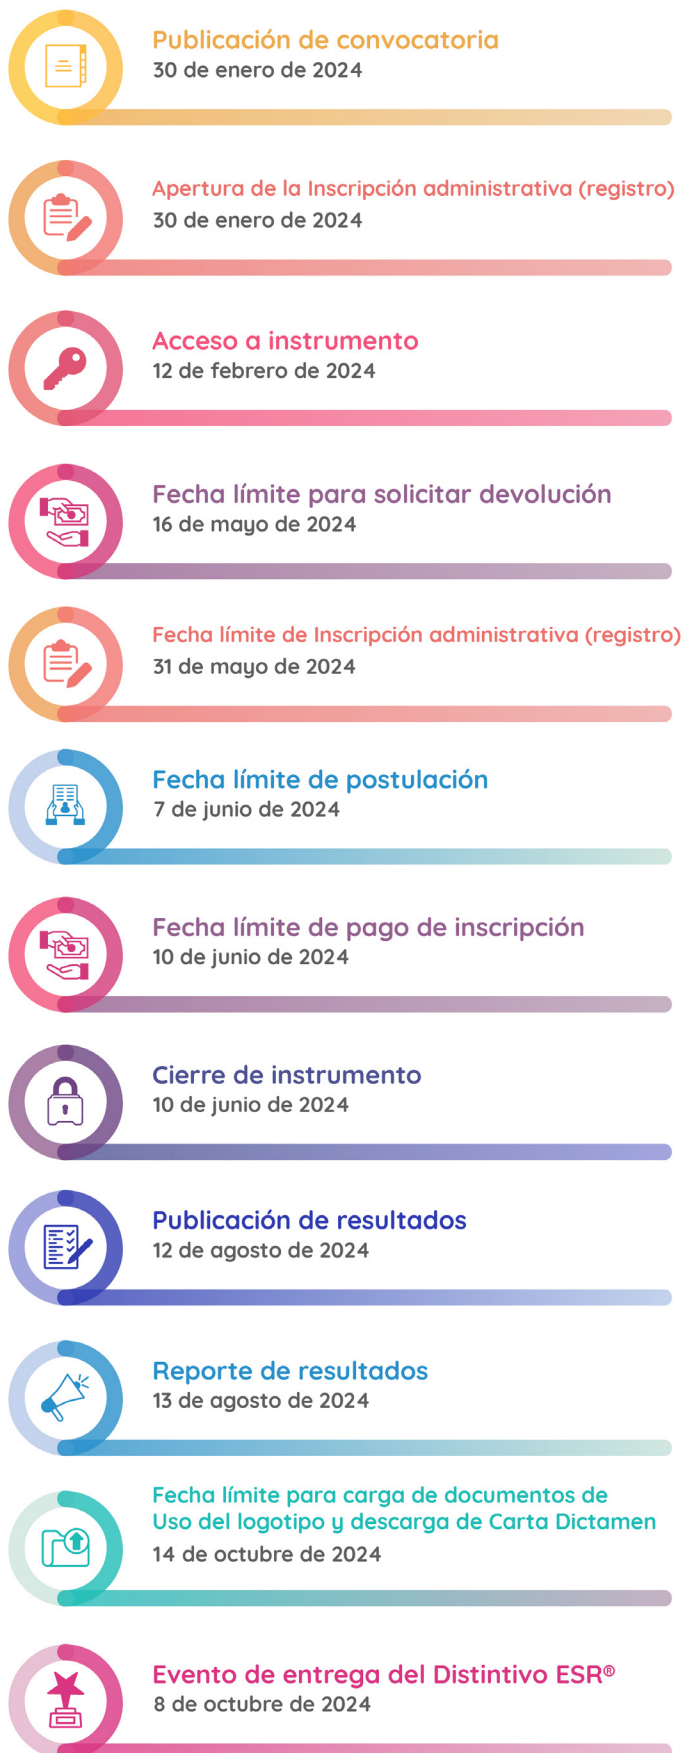 Publicación de convocatoria
30 de enero de 2024
Apertura de la Inscripción administrativa (registro)
30 de enero de 2024
Acceso a instrumento
12 de febrero de 2024
Fecha límite para solicitar devolución
16 de mayo de 2024
Fecha límite de Inscripción administrativa (registro)
31 de mayo de 2024
Fecha límite de postulación
7 de junio de 2024
Fecha límite de pago de inscripción
10 de junio de 2024
Cierre de instrumento
10 de junio de 2024
Publicación de resultados
12 de agosto de 2024
Reporte de resultados
13 de agosto de 2024
Fecha límite para carga de documentos de
Uso del logotipo y descarga de Carta Dictamen
14 de octubre de 2024
Evento de entrega del Distintivo ESR®
8 de octubre de 2024